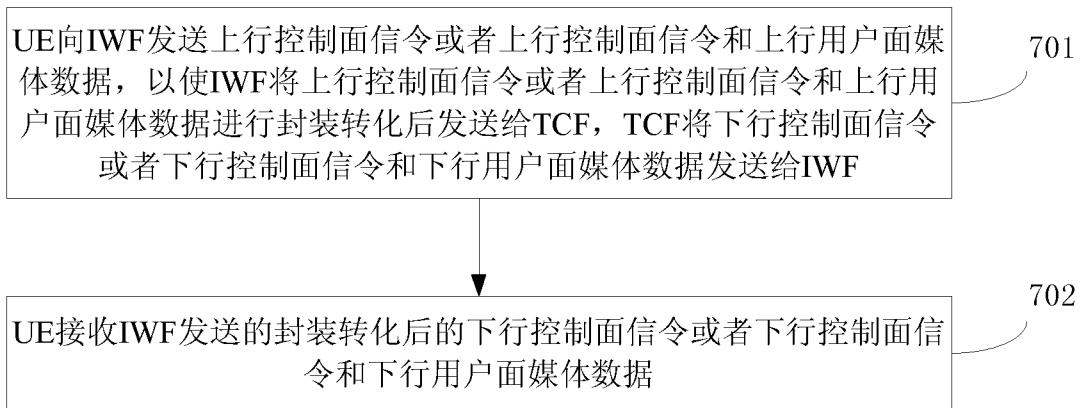 UE向IWF发送上行控制面信令或者上行控制面信令和上行用户面媒
体数据，以使IWF将上行控制面信令或者上行控制面信令和上行用
户面媒体数据进行封装转化后发送给TCF，TCF将下行控制面信令
或者下行控制面信令和下行用户面媒体数据发送给IWF
701
UE接收IWF发送的封装转化后的下行控制面信令或者下行控制面信
令和下行用户面媒体数据
702